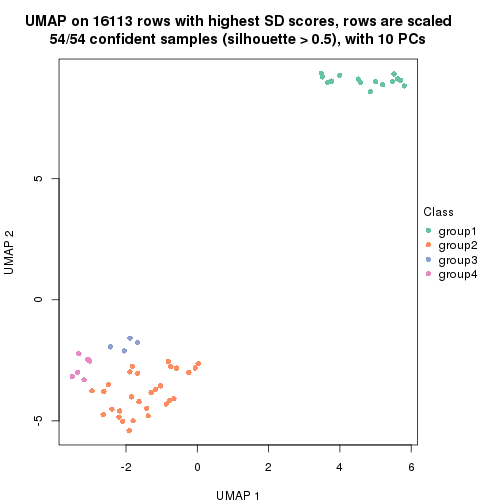 UMAP on 16113 rows with highest SD scores, rows are scaled
54/54 confident samples (silhouette > 0.5), with 10 PCs
5
0
-5
UMAP 2
-2
0
2
4
6
UMAP 1
Class
group1
group2
group3
group4